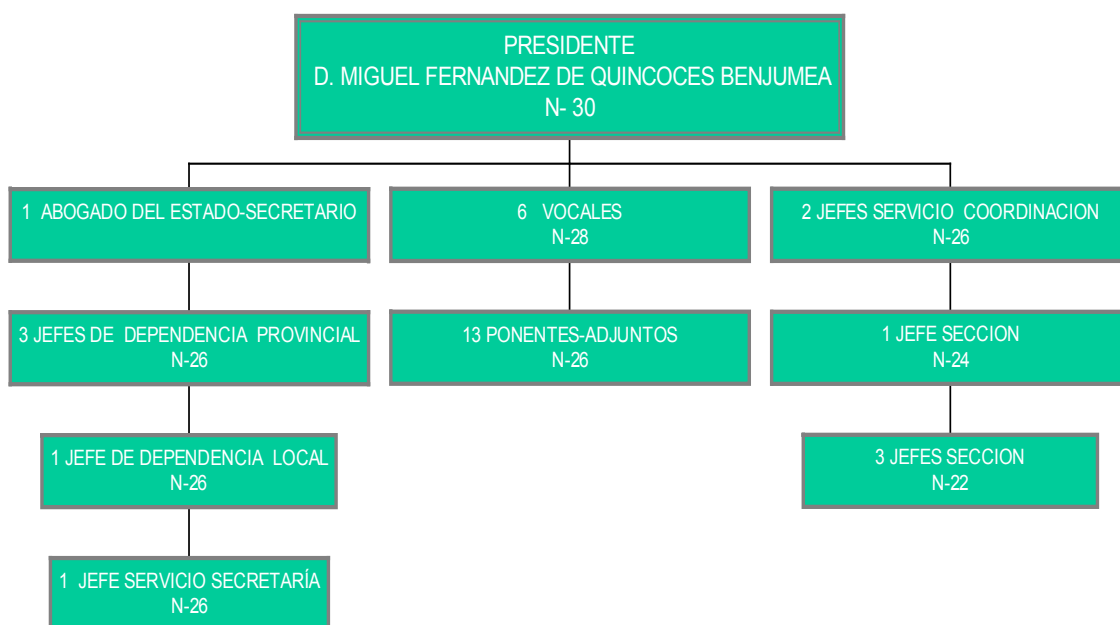 PRESIDENTE
D. MIGUEL FERNANDEZ DE QUINCOCES BENJUMEA
N- 30
1 ABOGADO DEL ESTADO-SECRETARIO
6 VOCALES
N-28
2 JEFES SERVICIO COORDINACION
N-26
3 JEFES DE DEPENDENCIA PROVINCIAL
N-26
13 PONENTES-ADJUNTOS
N-26
1 JEFE SECCION
N-24
1 JEFE DE DEPENDENCIA LOCAL
N-26
3 JEFES SECCION
N-22
1 JEFE SERVICIO SECRETARÍA
N-26